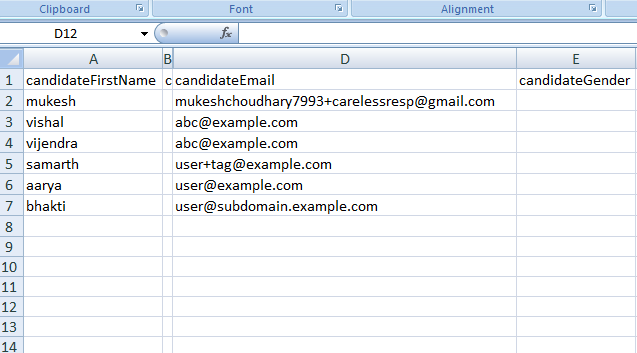 Clipboard Font Alignment
D12 fx
A B D E
1 candidateFirstName c candidateEmail candidateGender
2 mukesh mukeshchoudhary7993+carelessresp@gmail.com
3 vishal abc@example.com
4 vijendra abc@example.com
5 samarth user+tag@example.com
6 aarya user@example.com
7 bhakti user@subdomain.example.com
8
9
10
11
12
13
14